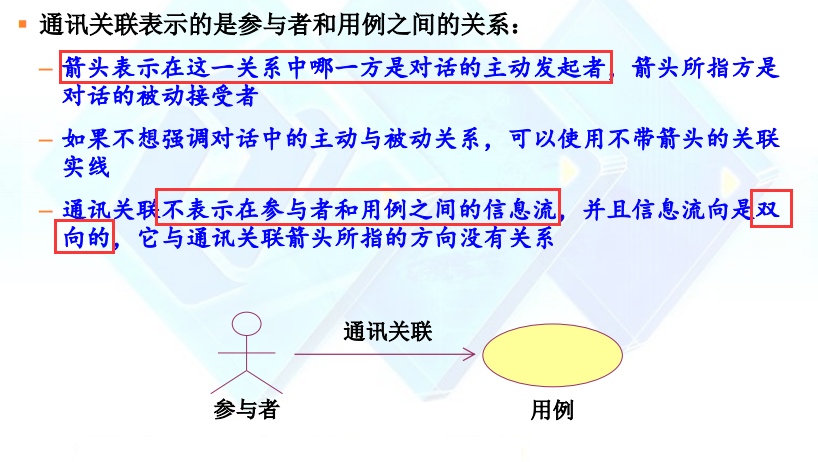 通讯关联表示的是参与者和用例之间的关系：
箭头表示在这一关系中哪一方是对话的主动发起者，箭头所指方是
对话的被动接受者
如果不想强调对话中的主动与被动关系，可以使用不带箭头的关联
实线
通讯关联不表示在参与者和用例之间的信息流，并且信息流向是双
向的，它与通讯关联箭头所指的方向没有关系
通讯关联
参与者
用例